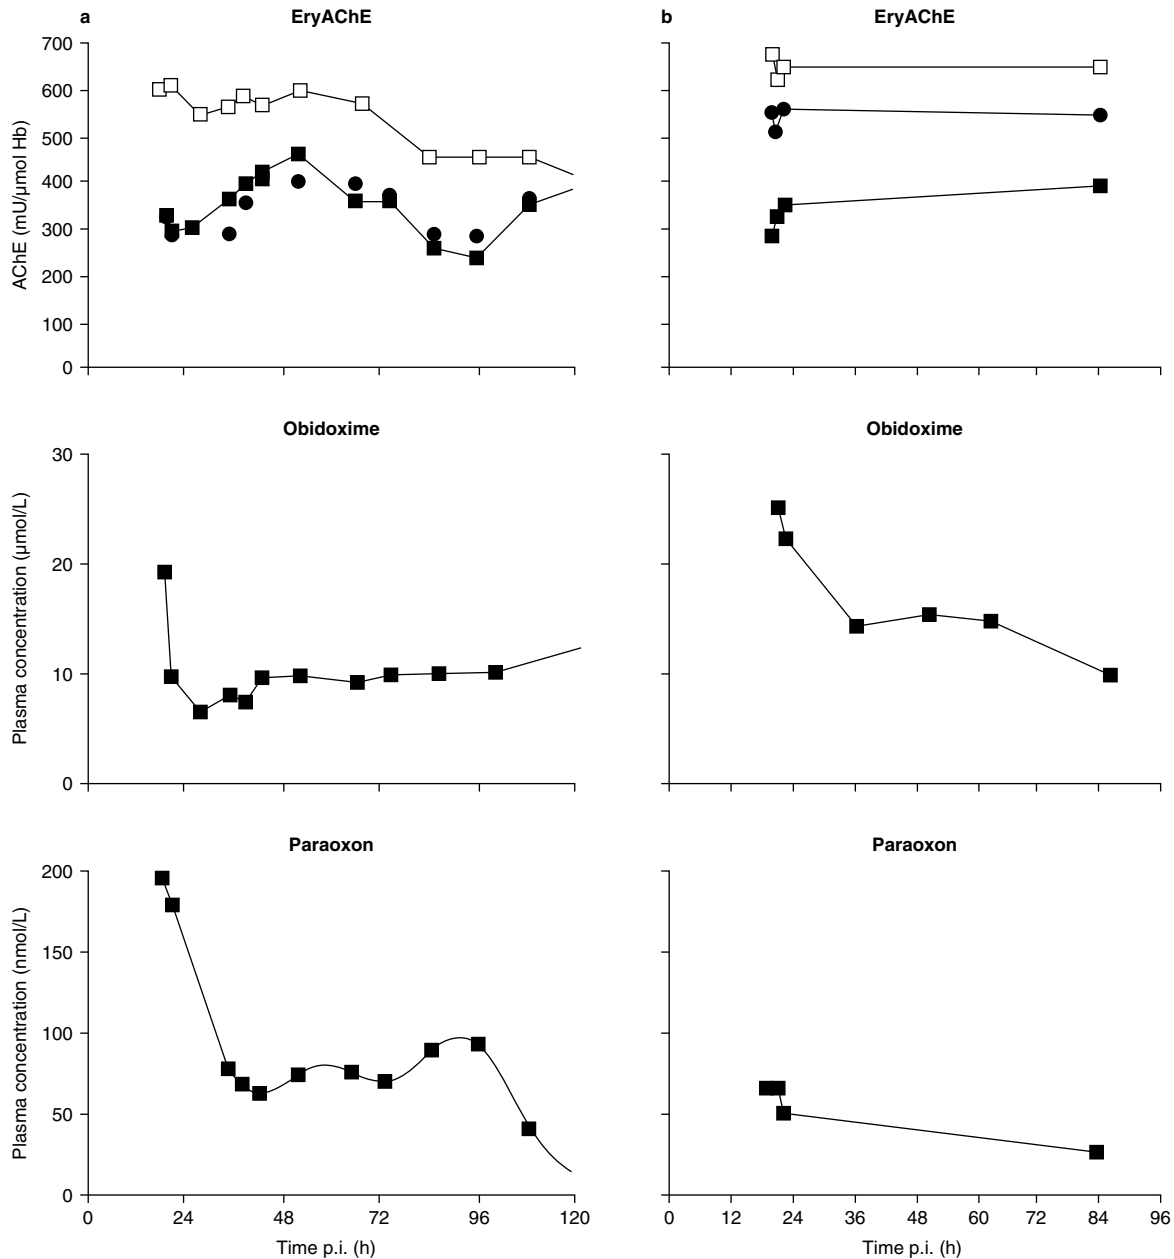 a
EryAChE
AChE (mU/μmol Hb)
700
600
500
400
300
200
100
0
b
EryAChE
Obidoxime
Plasma concentration (μmol/L)
30
20
10
0
Obidoxime
Paraoxon
Plasma concentration (nmol/L)
200
150
100
50
0
0 24 48 72 96 120
Time p.i. (h)
Paraoxon
0 12 24 36 48 60 72 84 96
Time p.i. (h)